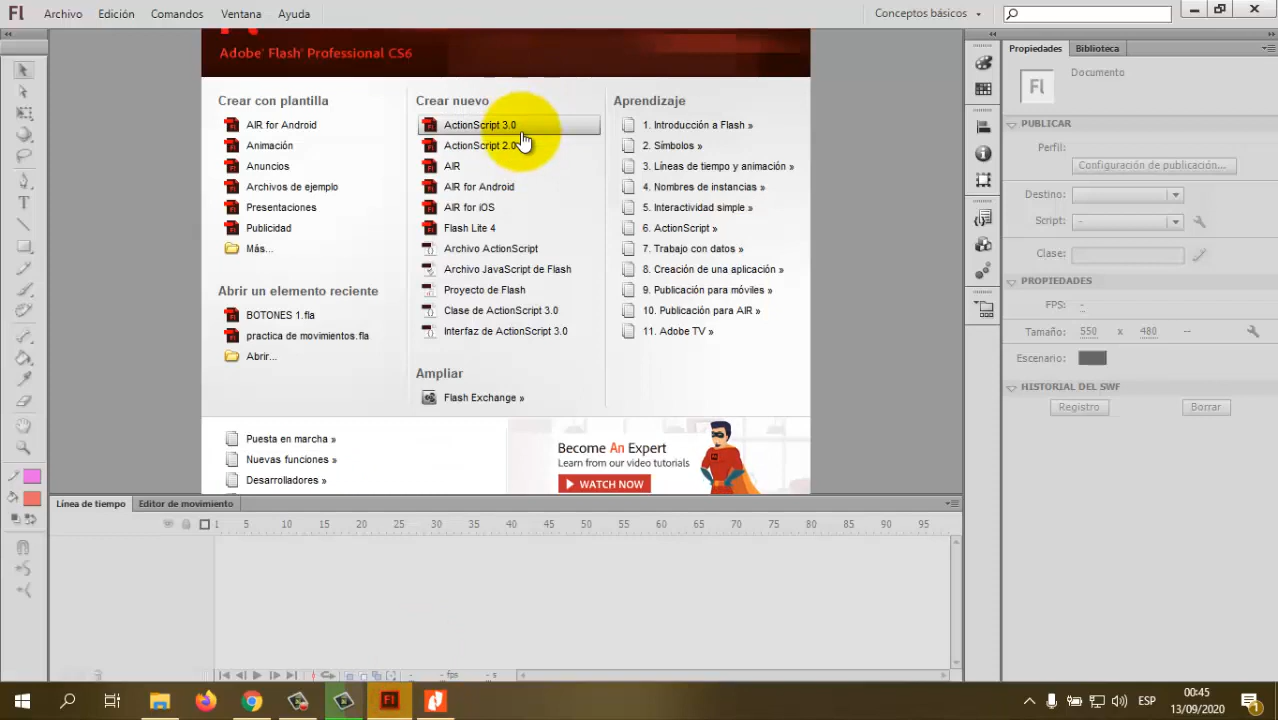 Fl Archivo Edición Comandos Ventana Ayuda Conceptos básicos
Propiedades Biblioteca
Adobe® Flash® Professional CS6
Fl Documento
Crear con plantilla
AIR for Android
Animación
Anuncios
Archivos de ejemplo
Presentaciones
Publicidad
Más...
Abrir un elemento reciente
BOTONES 1.fla
practica de movimientos.fla
Abrir...
Crear nuevo
ActionScript 3.0
ActionScript 2.0
AIR
AIR for Android
AIR for iOS
Flash Lite 4
Archivo ActionScript
Archivo JavaScript de Flash
Proyecto de Flash
Clase de ActionScript 3.0
Interfaz de ActionScript 3.0
Ampliar
Flash Exchange »
Aprendizaje
1. Introducción a Flash »
2. Símbolos »
3. Líneas de tiempo y animación »
4. Nombres de instancias »
5. Interactividad simple »
6. ActionScript »
7. Trabajo con datos »
8. Creación de una aplicación »
9. Publicación para móviles »
10. Publicación para AIR »
11. Adobe TV »
Puesta en marcha »
Nuevas funciones »
Desarrolladores »
Become An Expert
Learn from our video tutorials
WATCH NOW
PUBLICAR
Perfil:
Configuración de publicación...
Destino:
Script: -
Clase:
PROPIEDADES
FPS: -
Tamaño: 550 x 480 --
Escenario:
HISTORIAL DEL SWF
Registro Borrar
Línea de tiempo Editor de movimiento
1 5 10 15 20 25 30 35 40 45 50 55 60 65 70 75 80 85 90 95
- -- fps -- s
Fl ESP 00:45
13/09/2020 1